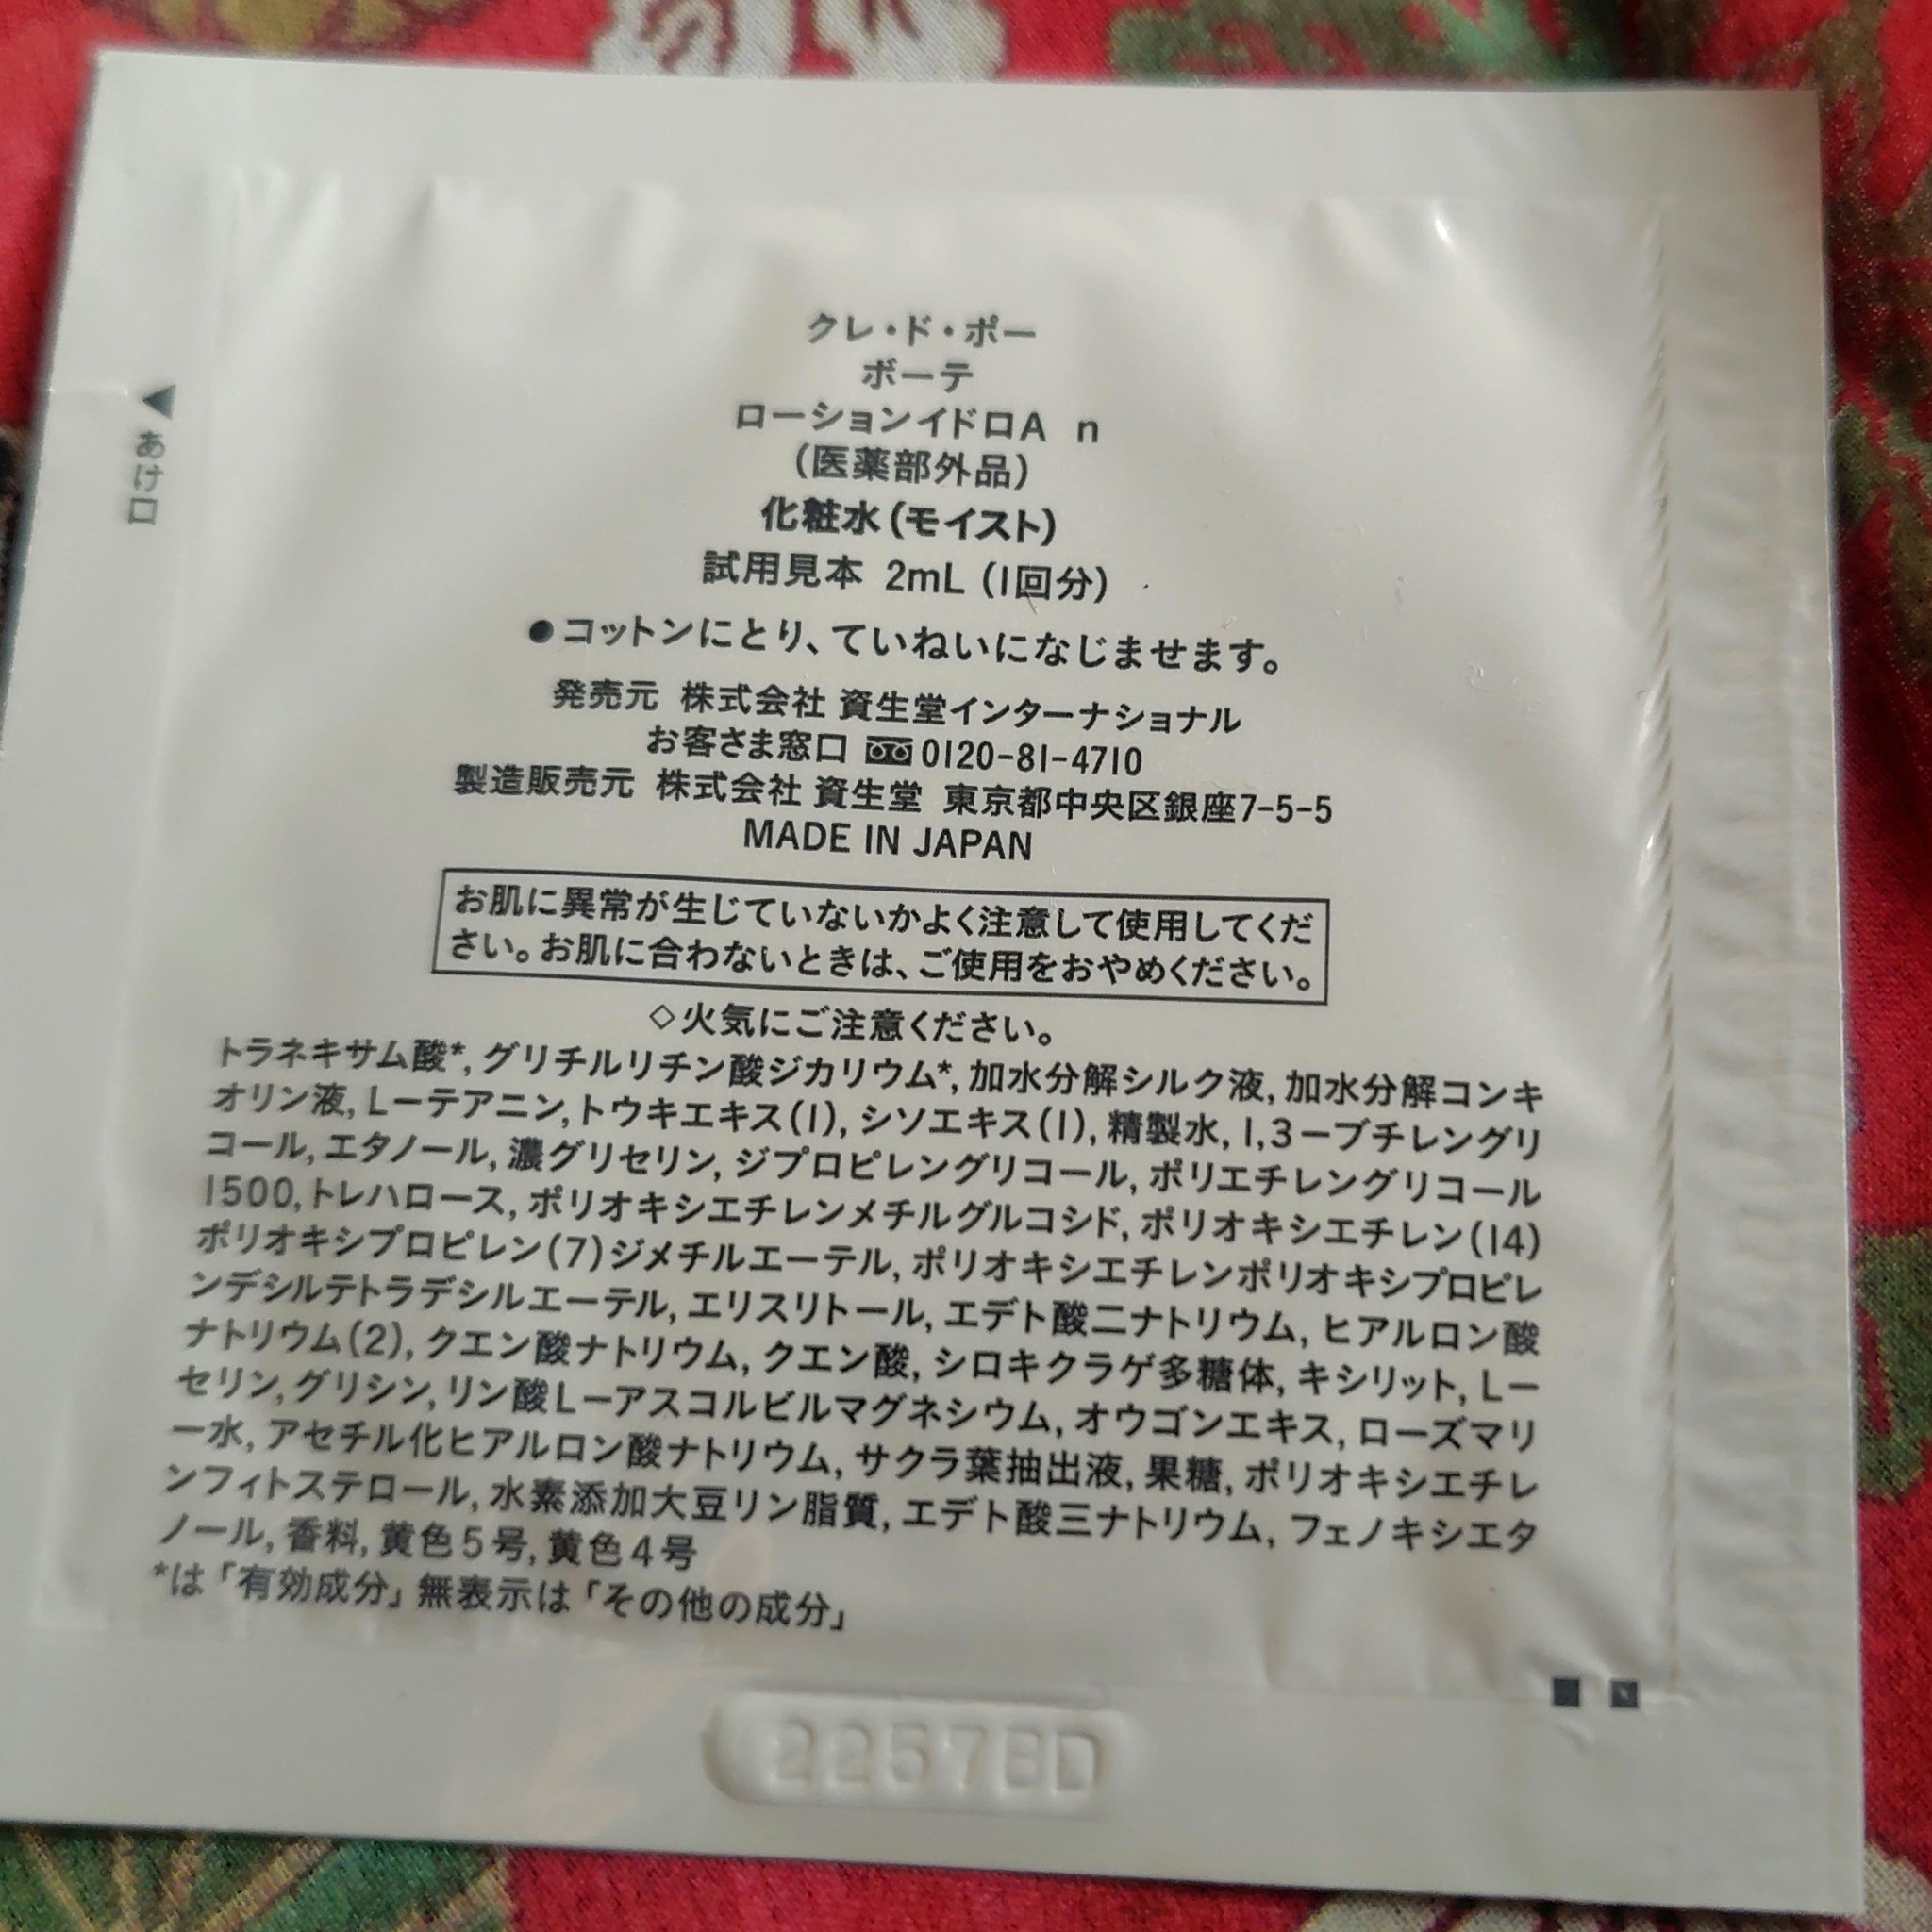 クレ・ド・ポー
ボーテ
ローションイドロA n
(医薬部外品)
化粧水(モイスト)
試用見本 2mL (1回分)
●コットンにとり、ていねいになじませます。
発売元 株式会社 資生堂インターナショナル
お客さま窓口 0120-81-4710
製造販売元 株式会社 資生堂 東京都中央区銀座7-5-5
MADE IN JAPAN
お肌に異常が生じていないかよく注意して使用してくだ
さい。お肌に合わないときは、ご使用をおやめください。
◇火気にご注意ください。
トラネキサム酸*, グリチルリチン酸ジカリウム*, 加水分解シルク液, 加水分解コンキ
オリン液, L-テアニン, トウキエキス(1), シソエキス(1), 精製水, 1,3-ブチレングリ
コール, エタノール, 濃グリセリン, ジプロピレングリコール, ポリエチレングリコール
1500, トレハロース, ポリオキシエチレンメチルグルコシド, ポリオキシエチレン(14)
ポリオキシプロピレン(7)ジメチルエーテル, ポリオキシエチレンポリオキシプロピレ
ンデシルテトラデシルエーテル, エリスリトール, エデト酸二ナトリウム, ヒアルロン酸
ナトリウム(2), クエン酸ナトリウム, クエン酸, シロキクラゲ多糖体, キシリット, L-
セリン, グリシン, リン酸L-アスコルビルマグネシウム, オウゴンエキス, ローズマリ
ー水, アセチル化ヒアルロン酸ナトリウム, サクラ葉抽出液, 果糖, ポリオキシエチレ
ンフィトステロール, 水素添加大豆リン脂質, エデト酸三ナトリウム, フェノキシエタ
ノール, 香料, 黄色5号, 黄色4号
*は「有効成分」無表示は「その他の成分」
あけ口